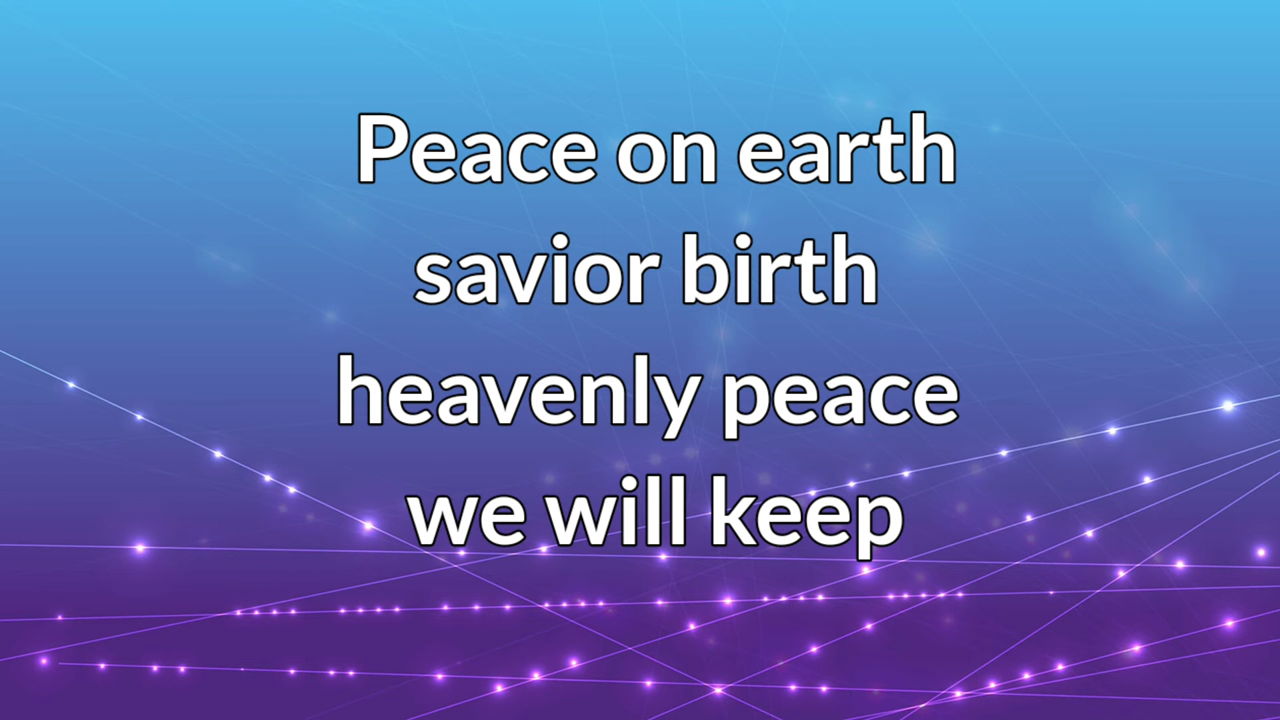 Peace on earth
savior birth
heavenly peace
we will keep